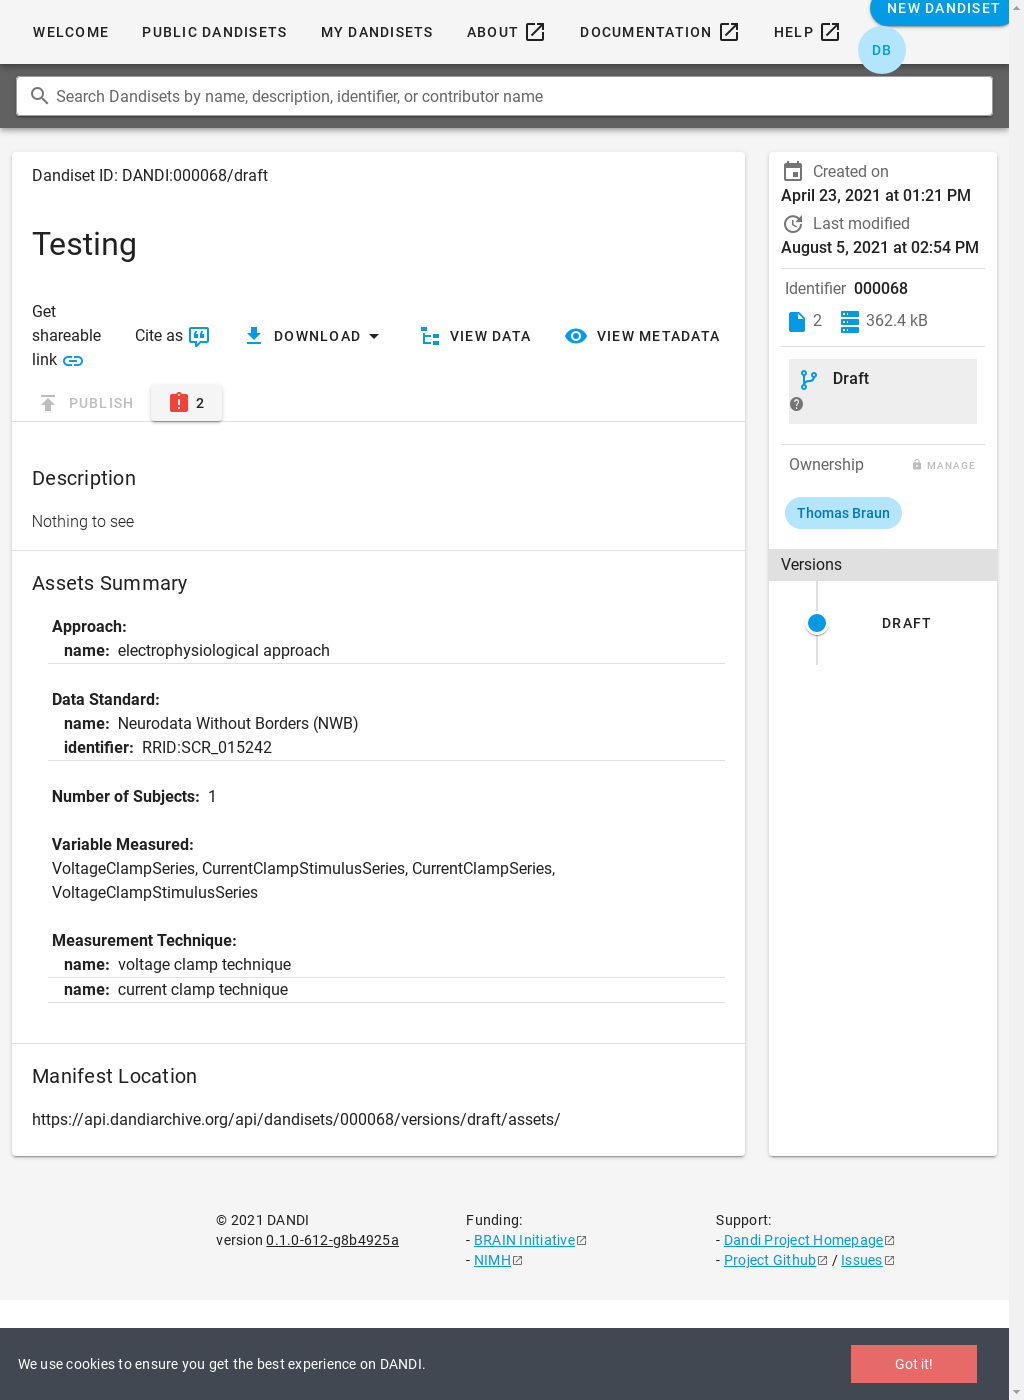 WELCOME PUBLIC DANDISETS MY DANDISETS ABOUT DOCUMENTATION HELP NEW DANDISET
DB
Search Dandisets by name, description, identifier, or contributor name
Dandiset ID: DANDI:000068/draft
Testing
Get shareable link
Cite as
DOWNLOAD
VIEW DATA
VIEW METADATA
PUBLISH
2
Description
Nothing to see
Assets Summary
Approach:
name: electrophysiological approach
Data Standard:
name: Neurodata Without Borders (NWB)
identifier: RRID:SCR_015242
Number of Subjects: 1
Variable Measured:
VoltageClampSeries, CurrentClampStimulusSeries, CurrentClampSeries,
VoltageClampStimulusSeries
Measurement Technique:
name: voltage clamp technique
name: current clamp technique
Manifest Location
https://api.dandiarchive.org/api/dandisets/000068/versions/draft/assets/
Created on
April 23, 2021 at 01:21 PM
Last modified
August 5, 2021 at 02:54 PM
Identifier 000068
2 362.4 kB
Draft
Ownership MANAGE
Thomas Braun
Versions
DRAFT
© 2021 DANDI
version 0.1.0-612-g8b4925a
Funding:
- BRAIN Initiative
- NIMH
Support:
- Dandi Project Homepage
- Project Github / Issues
We use cookies to ensure you get the best experience on DANDI.
Got it!